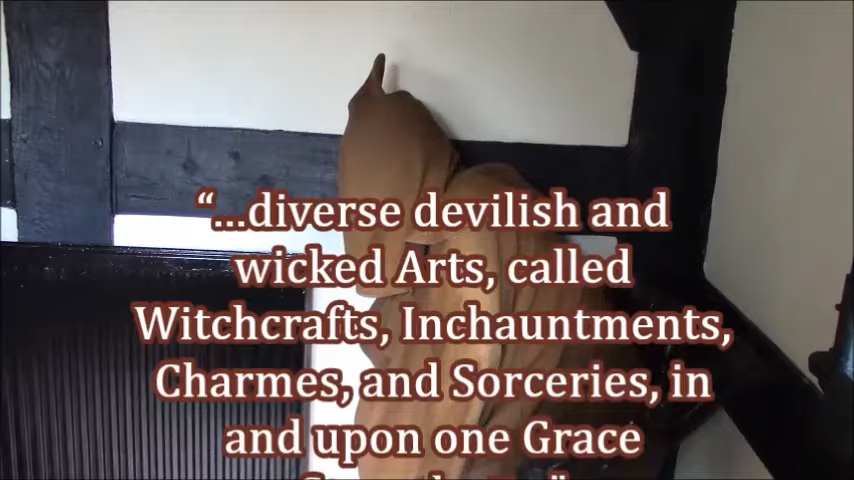 “...diverse devilish and
wicked Arts, called
Witchcrafts, Inchauntments,
Charmes, and Sorceries, in
and upon one Grace